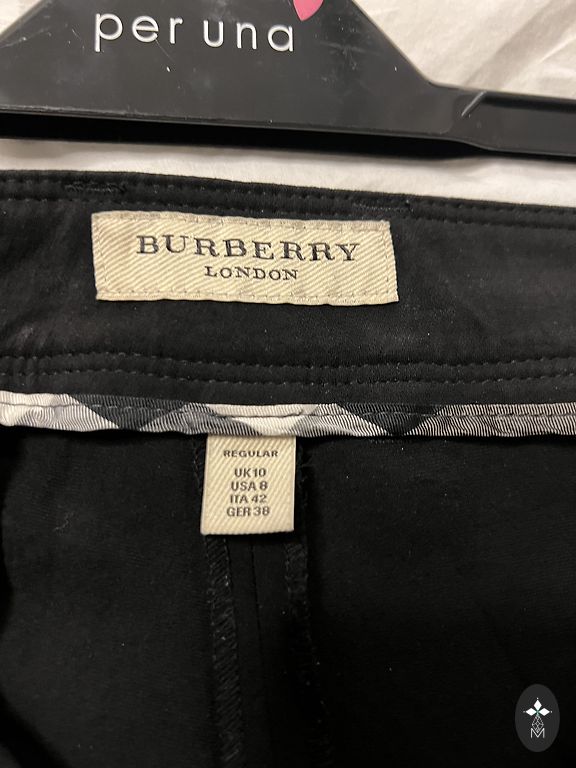 per una
BURBERRY
LONDON
REGULAR
UK10
USA 8
ITA 42
GER 38
M